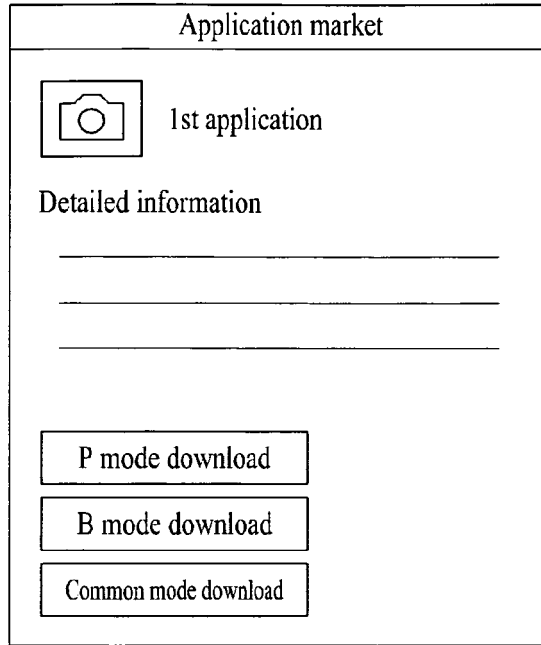 Application market
1st application
Detailed information
P mode download
B mode download
Common mode download